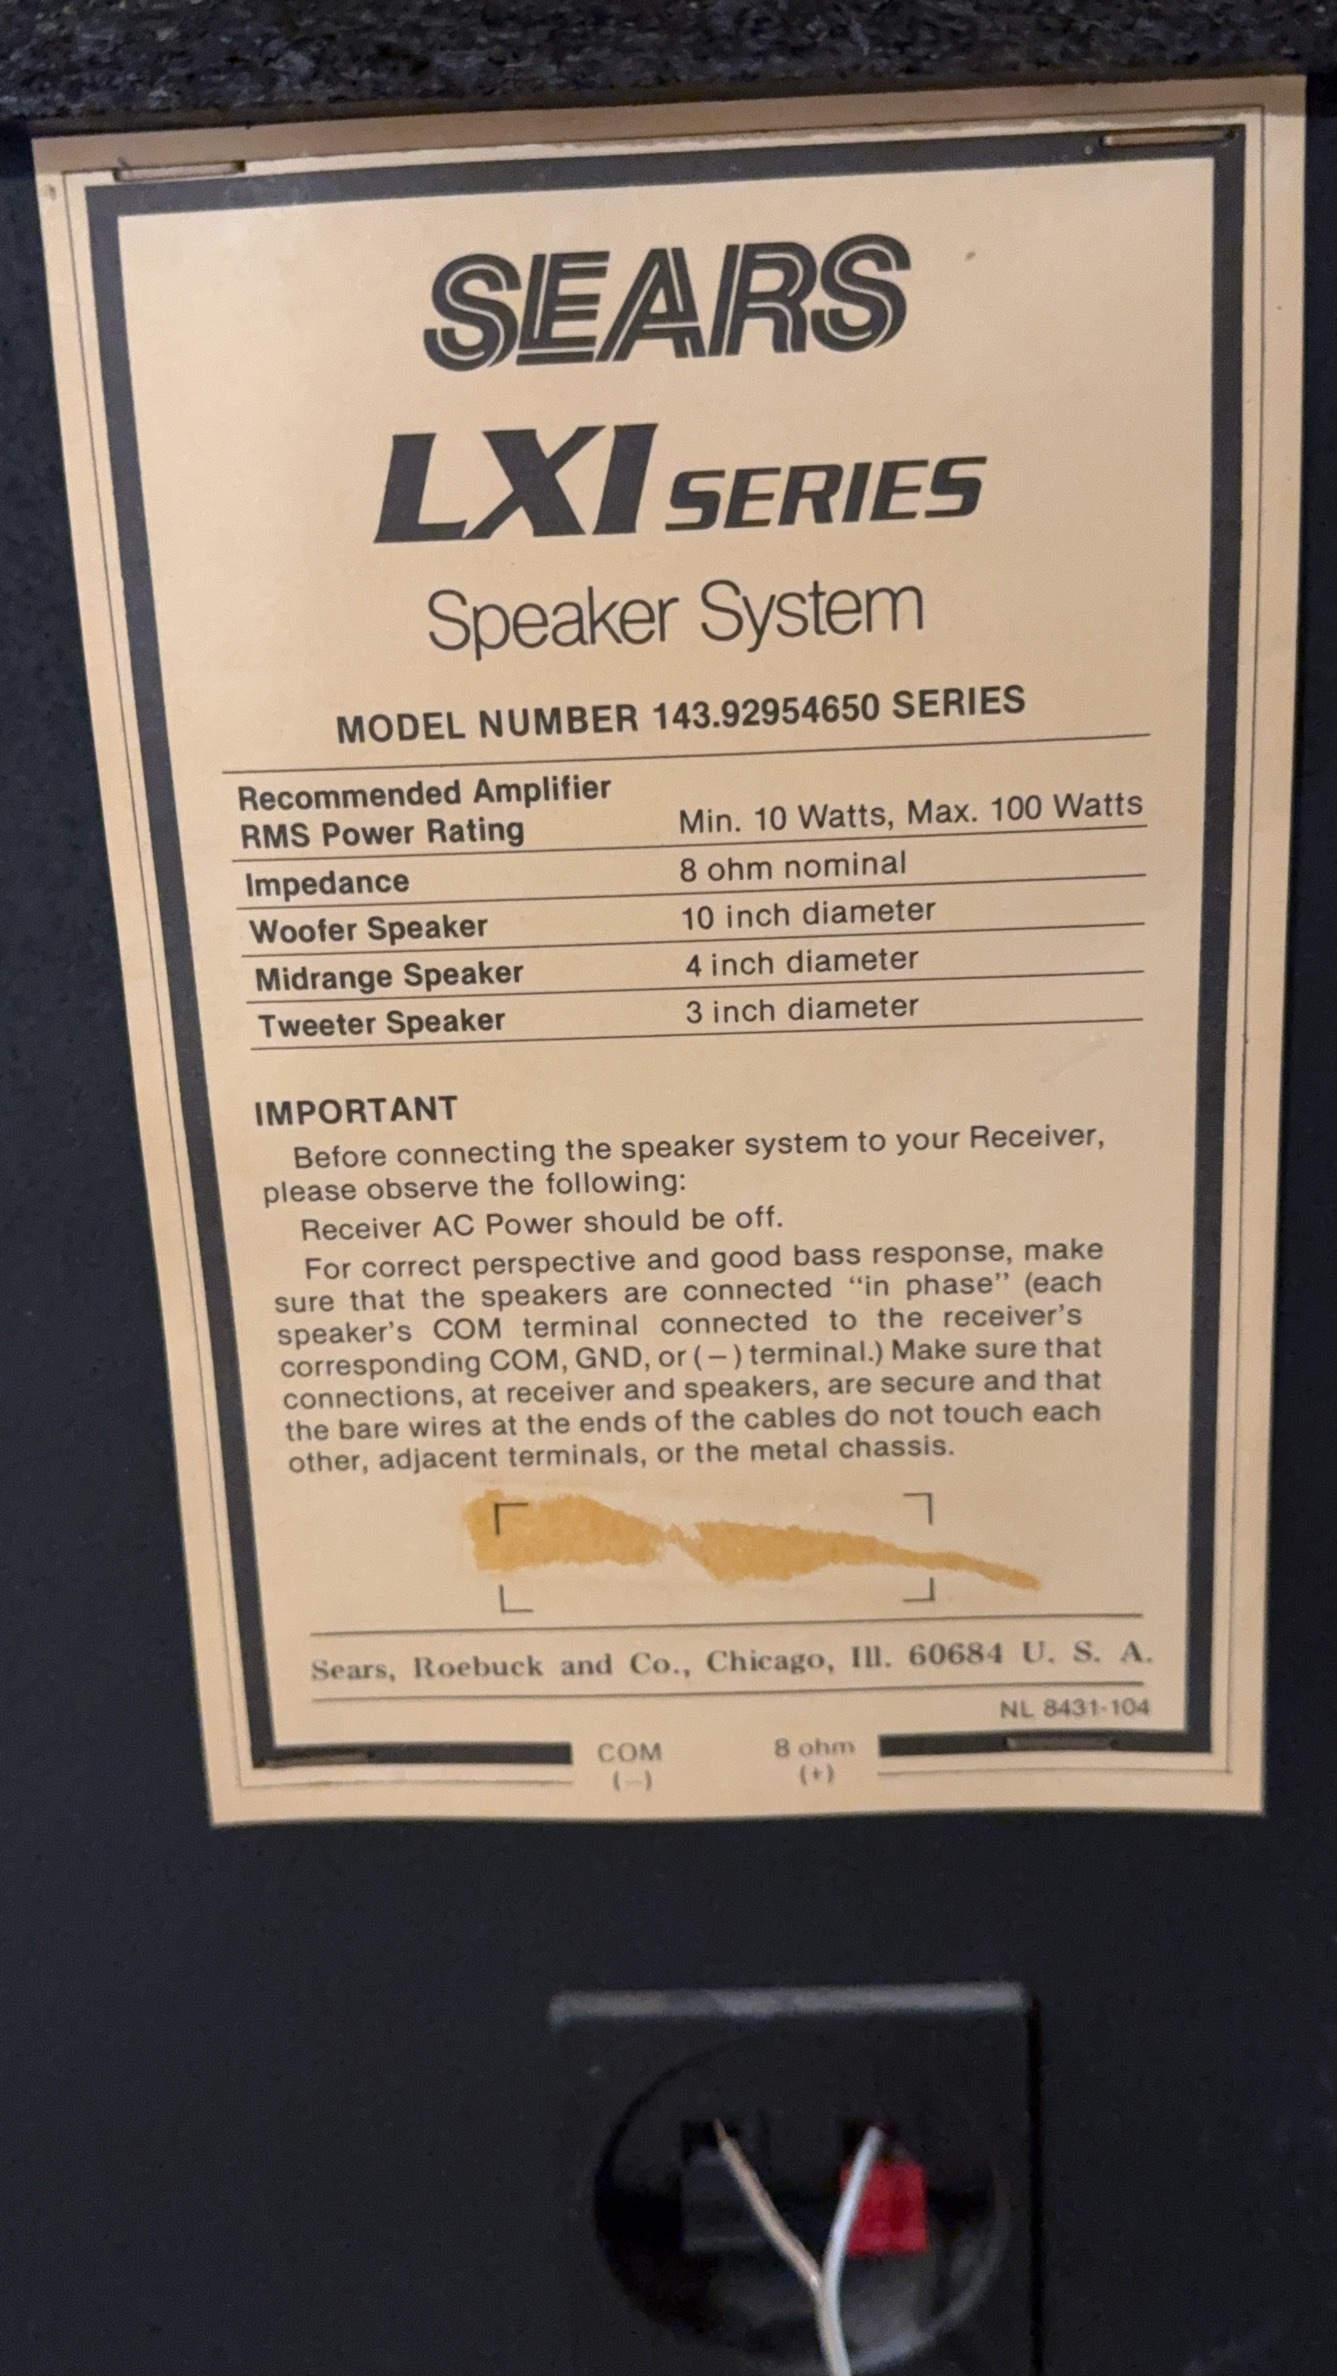 SEARS
LXI SERIES
Speaker System
MODEL NUMBER 143.92954650 SERIES
Recommended Amplifier
RMS Power Rating Min. 10 Watts, Max. 100 Watts
Impedance 8 ohm nominal
Woofer Speaker 10 inch diameter
Midrange Speaker 4 inch diameter
Tweeter Speaker 3 inch diameter
IMPORTANT
Before connecting the speaker system to your Receiver,
please observe the following:
Receiver AC Power should be off.
For correct perspective and good bass response, make
sure that the speakers are connected “in phase” (each
speaker's COM terminal connected to the receiver's
corresponding COM, GND, or (−) terminal.) Make sure that
connections, at receiver and speakers, are secure and that
the bare wires at the ends of the cables do not touch each
other, adjacent terminals, or the metal chassis.
Sears, Roebuck and Co., Chicago, Ill. 60684 U. S. A.
NL 8431-104
COM 8 ohm
(−) (+)